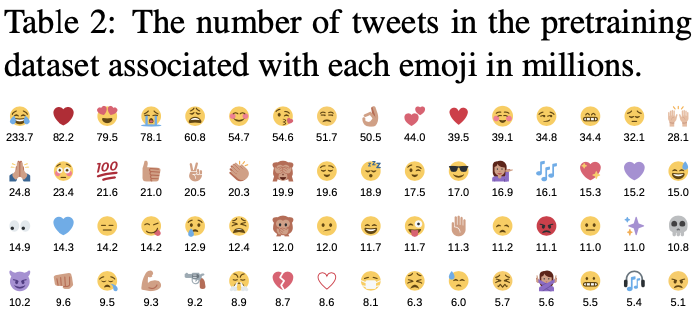 Table 2: The number of tweets in the pretraining
dataset associated with each emoji in millions.
233.7 82.2 79.5 78.1 60.8 54.7 54.6 51.7 50.5 44.0 39.5 39.1 34.8 34.4 32.1 28.1
100
24.8 23.4 21.6 21.0 20.5 20.3 19.9 19.6 18.9 17.5 17.0 16.9 16.1 15.3 15.2 15.0
14.9 14.3 14.2 14.2 12.9 12.4 12.0 12.0 11.7 11.7 11.3 11.2 11.1 11.0 11.0 10.8
10.2 9.6 9.5 9.3 9.2 8.9 8.7 8.6 8.1 6.3 6.0 5.7 5.6 5.5 5.4 5.1